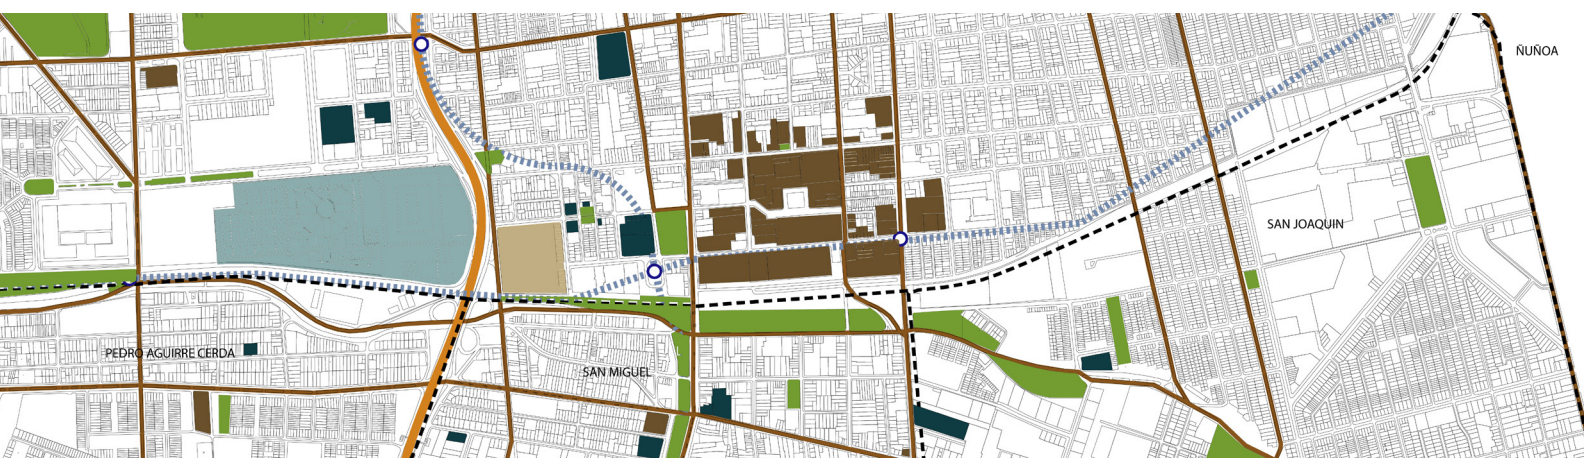 ÑUÑOA
SAN JOAQUIN
PEDRO AGUIRRE CERDA
SAN MIGUEL